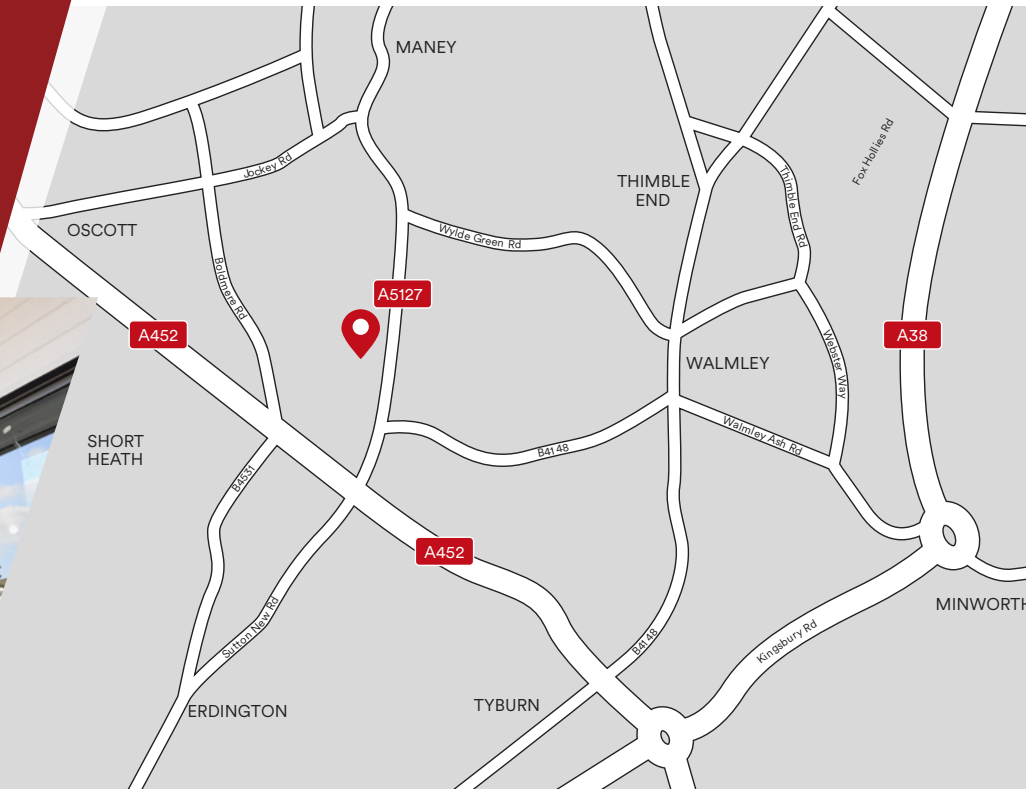 MANEY
Fox Hollies Rd
Jockey Rd
THIMBLE
END
Thimble End Rd
OSCOTT
Wylde Green Rd
Boldmere Rd
A5127
A452
A38
WALMLEY
Webster Way
SHORT
HEATH
Walmley Ash Rd
B4148
B4531
A452
MINWORTH
Sutton New Rd
B4148
Kingsbury Rd
ERDINGTON
TYBURN